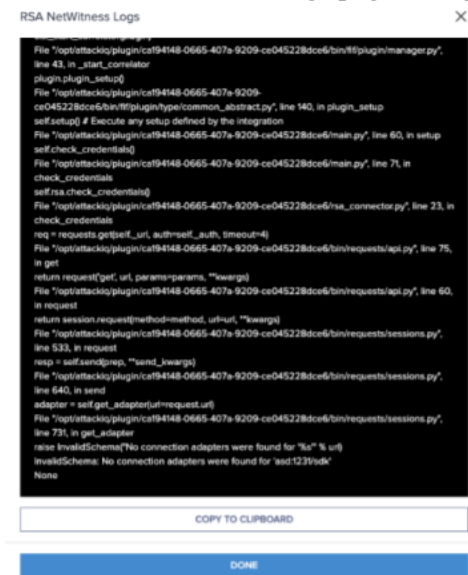 RSA NetWitness Logs
File "/opt/attackiq/plugin/caf94148-0665-407a-9209-ce045228dce6/bin/flf/plugin/manager.py",
line 43, in _start_correlator
plugin.plugin_setup()
File "/opt/attackiq/plugin/caf94148-0665-407a-9209-
ce045228dce6/bin/flf/plugin/type/common_abstract.py", line 140, in plugin_setup
self.setup() # Execute any setup defined by the integration
File "/opt/attackiq/plugin/caf94148-0665-407a-9209-ce045228dce6/main.py", line 60, in setup
self.check_credentials()
File "/opt/attackiq/plugin/caf94148-0665-407a-9209-ce045228dce6/main.py", line 71, in
check_credentials
self.rsa.check_credentials()
File "/opt/attackiq/plugin/caf94148-0665-407a-9209-ce045228dce6/rsa_connector.py", line 23, in
check_credentials
req = requests.get(self._url, auth=self._auth, timeout=4)
File "/opt/attackiq/plugin/caf94148-0665-407a-9209-ce045228dce6/bin/requests/api.py", line 75,
in get
return request('get', url, params=params, **kwargs)
File "/opt/attackiq/plugin/caf94148-0665-407a-9209-ce045228dce6/bin/requests/api.py", line 60,
in request
return session.request(method=method, url=url, **kwargs)
File "/opt/attackiq/plugin/caf94148-0665-407a-9209-ce045228dce6/bin/requests/sessions.py",
line 533, in request
resp = self.send(prep, **send_kwargs)
File "/opt/attackiq/plugin/caf94148-0665-407a-9209-ce045228dce6/bin/requests/sessions.py",
line 640, in send
adapter = self.get_adapter(url=request.url)
File "/opt/attackiq/plugin/caf94148-0665-407a-9209-ce045228dce6/bin/requests/sessions.py",
line 731, in get_adapter
raise InvalidSchema("No connection adapters were found for '%s'" % url)
InvalidSchema: No connection adapters were found for 'asd:1231/sdk'
None
COPY TO CLIPBOARD
DONE